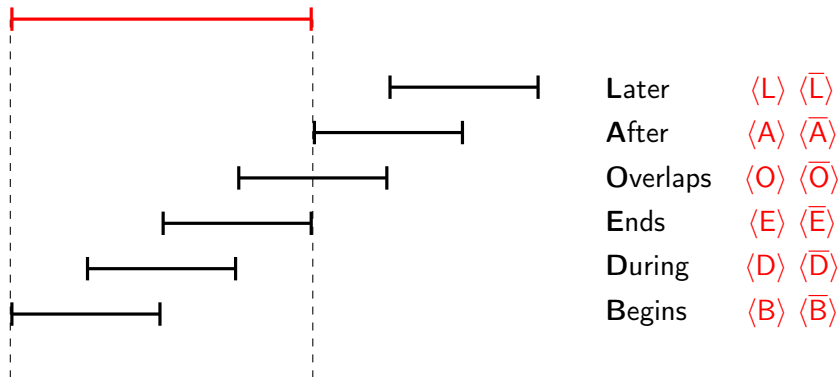 Later ⟨L⟩ ⟨L̅⟩
After ⟨A⟩ ⟨A̅⟩
Overlaps ⟨O⟩ ⟨O̅⟩
Ends ⟨E⟩ ⟨E̅⟩
During ⟨D⟩ ⟨D̅⟩
Begins ⟨B⟩ ⟨B̅⟩